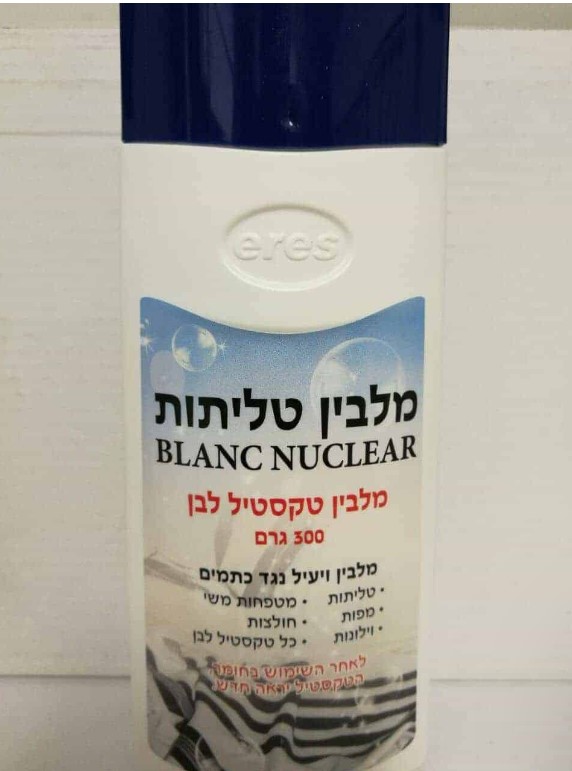 eres
מלבין טליתות
BLANC NUCLEAR
מלבין טקסטיל לבן
300 גרם
מלבין ויעיל נגד כתמים
• טליתות • מטפחות משי
• מפות • חולצות
• וילונות • כל טקסטיל לבן
לאחר השימוש בחומר
הטקסטיל יראה חדש